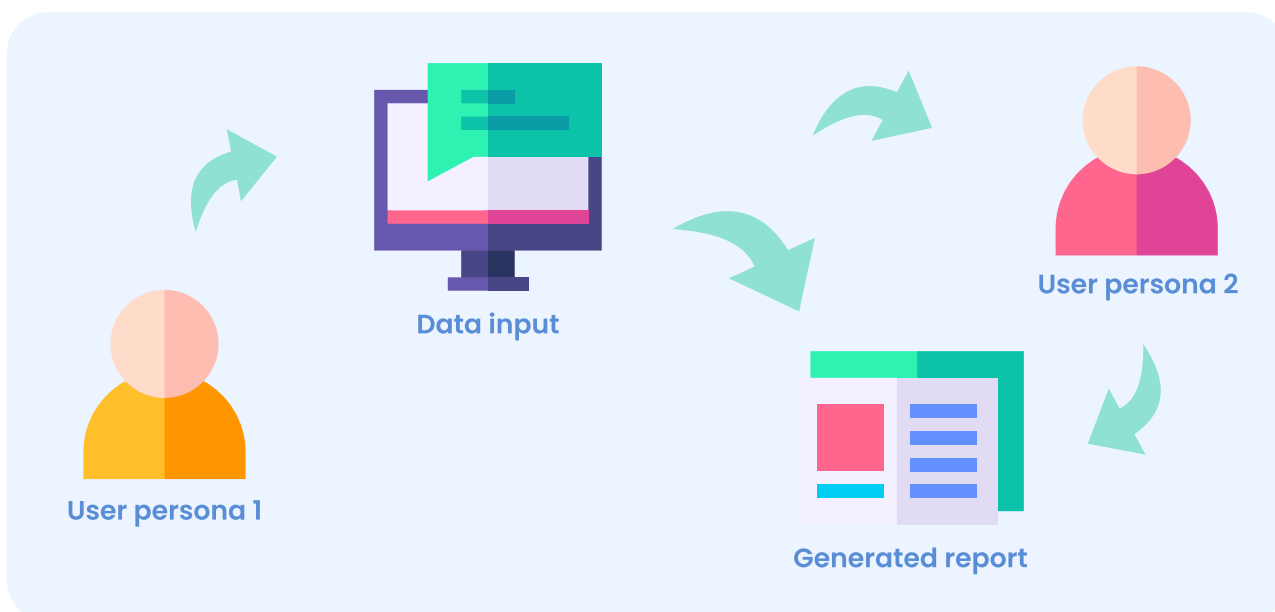 User persona 1
Data input
User persona 2
Generated report